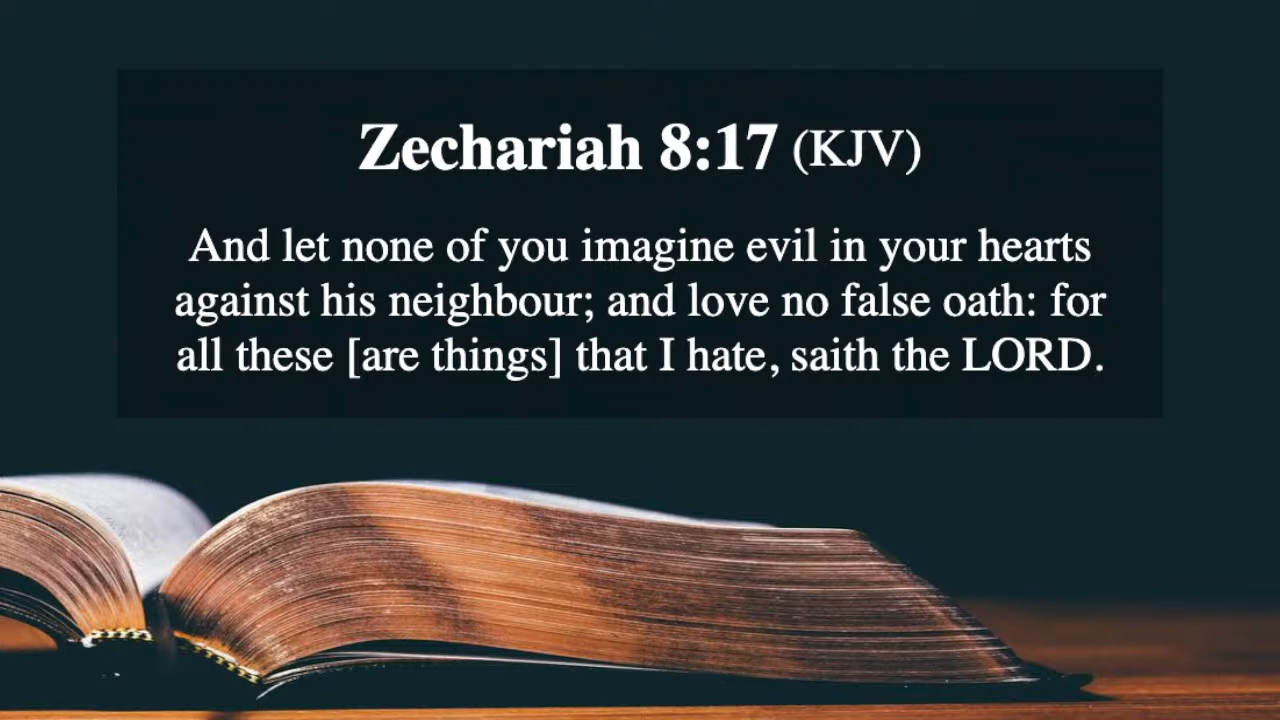 Zechariah 8:17 (KJV)
And let none of you imagine evil in your hearts
against his neighbour; and love no false oath: for
all these [are things] that I hate, saith the LORD.